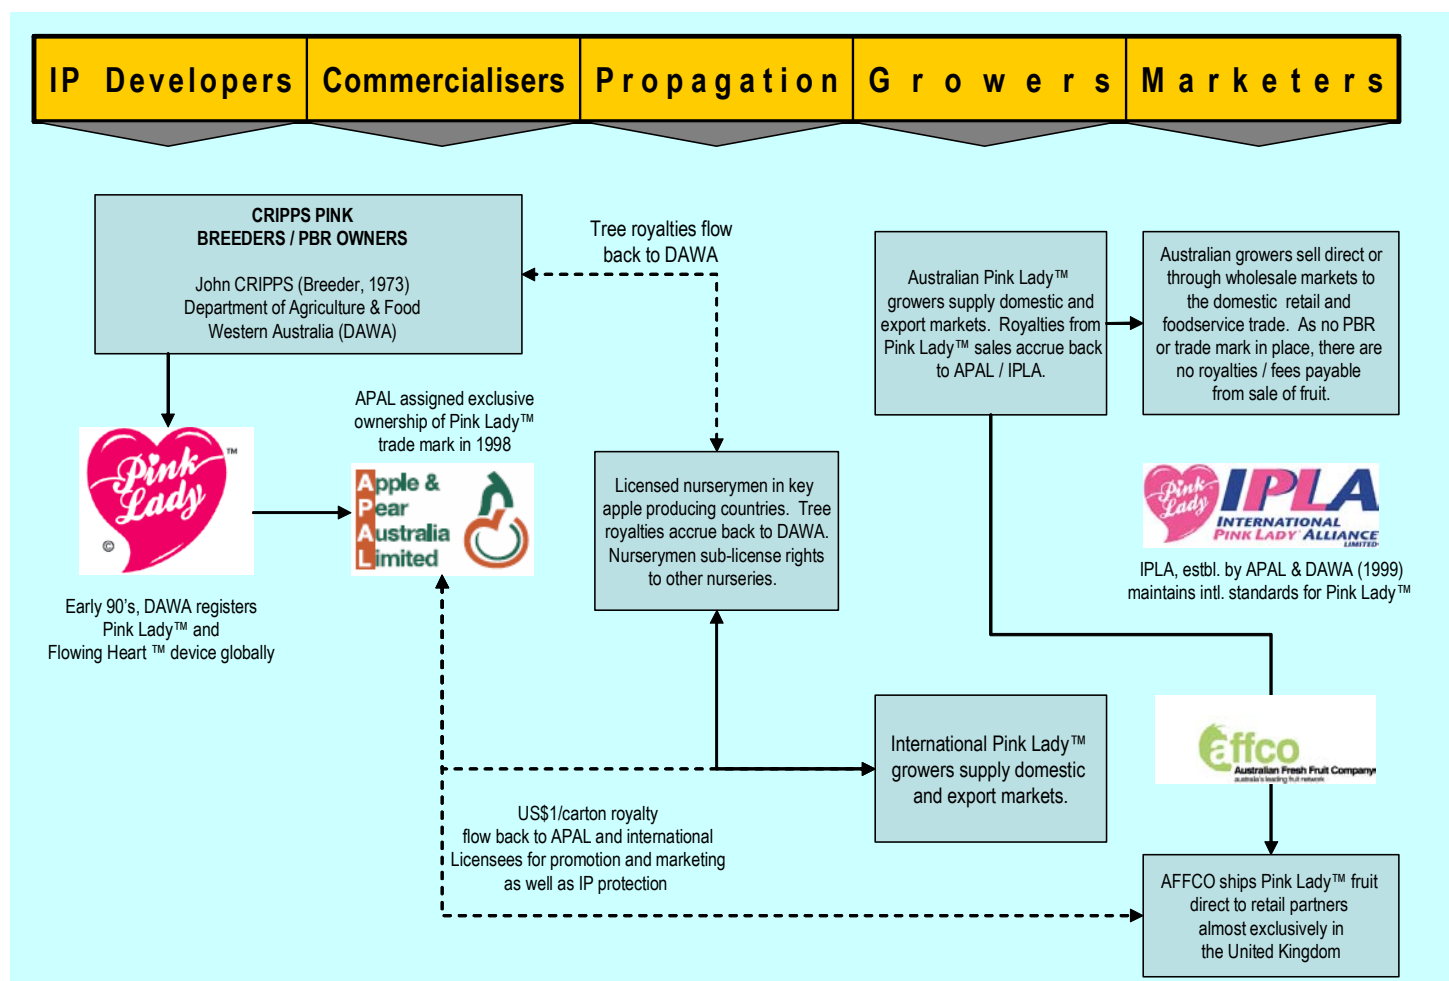 IP Developers
Commercialisers
Propagation
Growers
Marketers
CRIPPS PINK
BREEDERS / PBR OWNERS
John CRIPPS (Breeder, 1973)
Department of Agriculture & Food
Western Australia (DAWA)
Tree royalties flow
back to DAWA
Australian Pink Lady™
growers supply domestic and
export markets. Royalties from
Pink Lady™ sales accrue back
to APAL / IPLA.
Australian growers sell direct or
through wholesale markets to
the domestic retail and
foodservice trade. As no PBR
or trade mark in place, there are
no royalties / fees payable
from sale of fruit.
Pink
Lady
™
©
Early 90's, DAWA registers
Pink Lady™ and
Flowing Heart ™ device globally
APAL assigned exclusive
ownership of Pink Lady™
trade mark in 1998
Apple &
Pear
Australia
Limited
Licensed nurserymen in key
apple producing countries. Tree
royalties accrue back to DAWA.
Nurserymen sub-license rights
to other nurseries.
Pink
Lady
IPLA
INTERNATIONAL
PINK LADY ALLIANCE
LIMITED
IPLA, estbl. by APAL & DAWA (1999)
maintains intl. standards for Pink Lady™
International Pink Lady™
growers supply domestic
and export markets.
affco
Australian Fresh Fruit Company
australia's leading fruit network
US$1/carton royalty
flow back to APAL and international
Licensees for promotion and marketing
as well as IP protection
AFFCO ships Pink Lady™ fruit
direct to retail partners
almost exclusively in
the United Kingdom